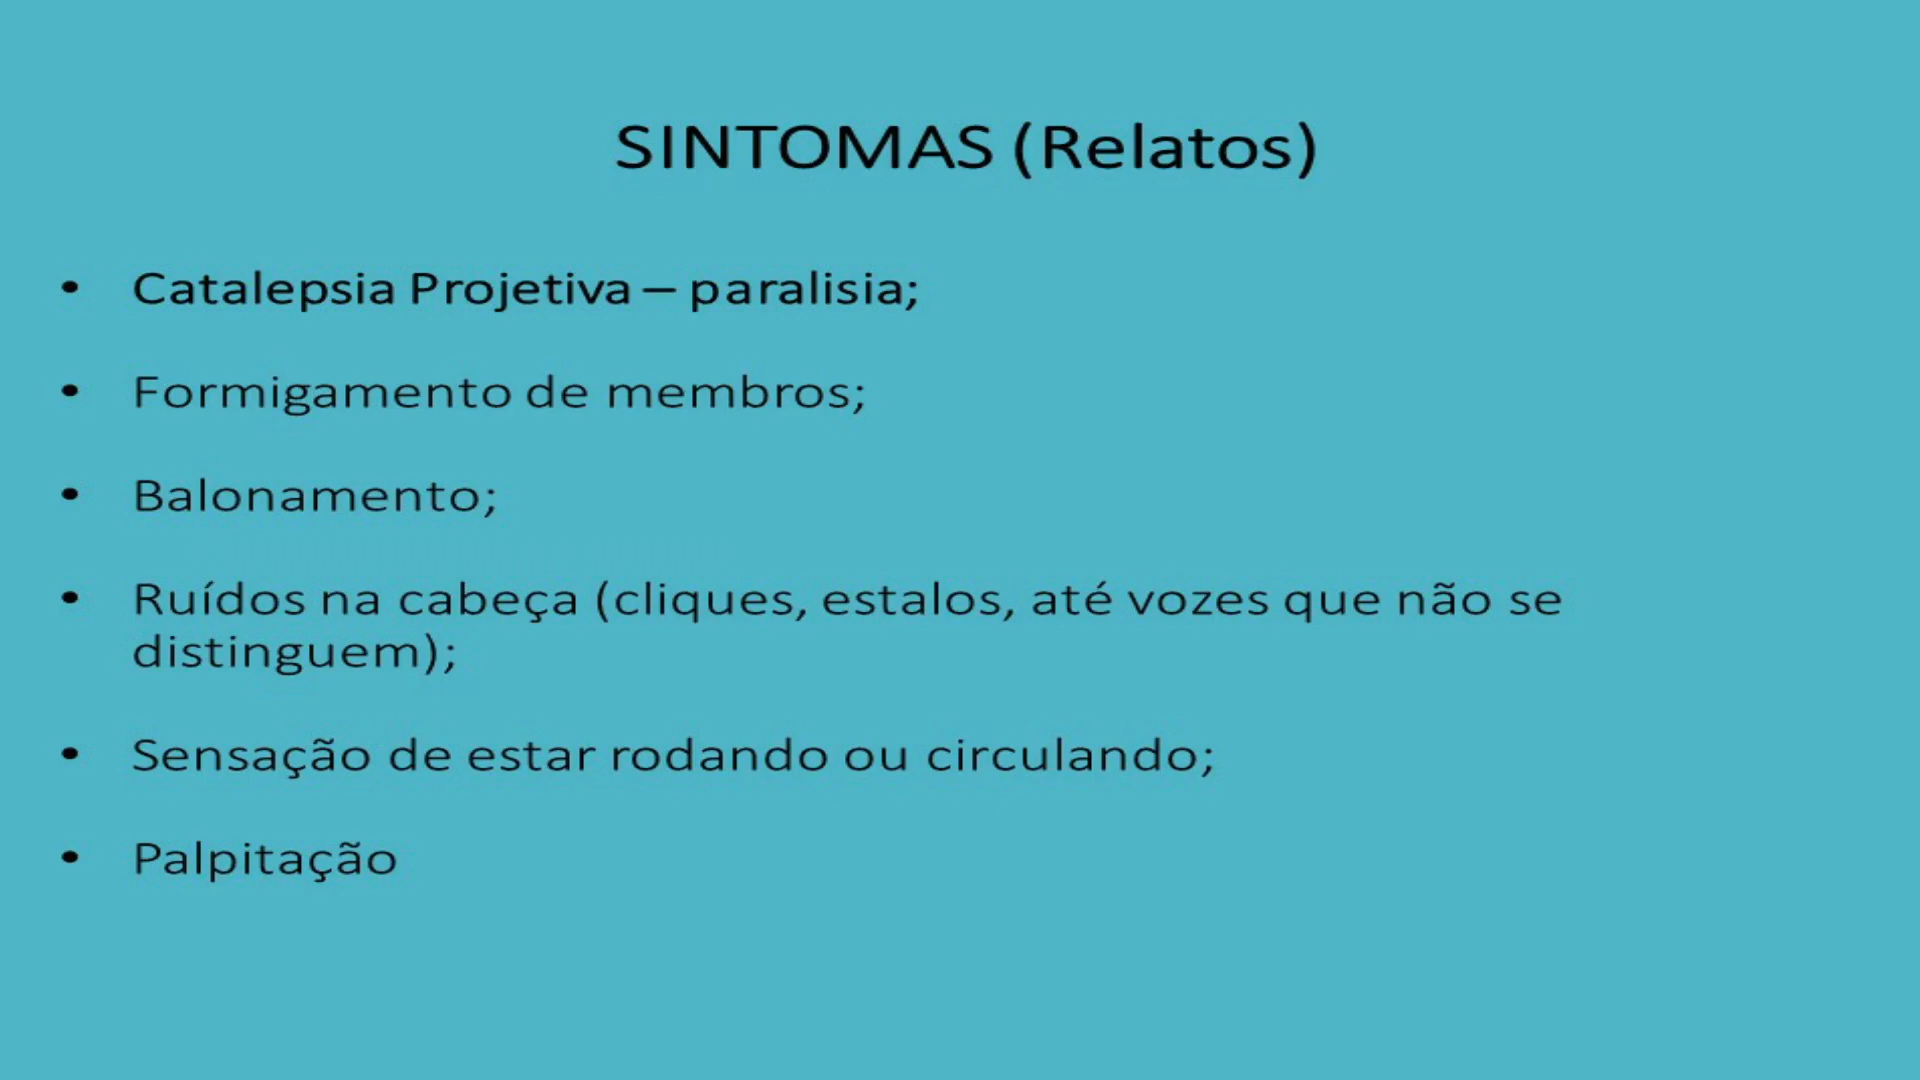 SINTOMAS (Relatos)
• Catalepsia Projetiva – paralisia;
• Formigamento de membros;
• Balonamento;
• Ruídos na cabeça (cliques, estalos, até vozes que não se
distinguem);
• Sensação de estar rodando ou circulando;
• Palpitação